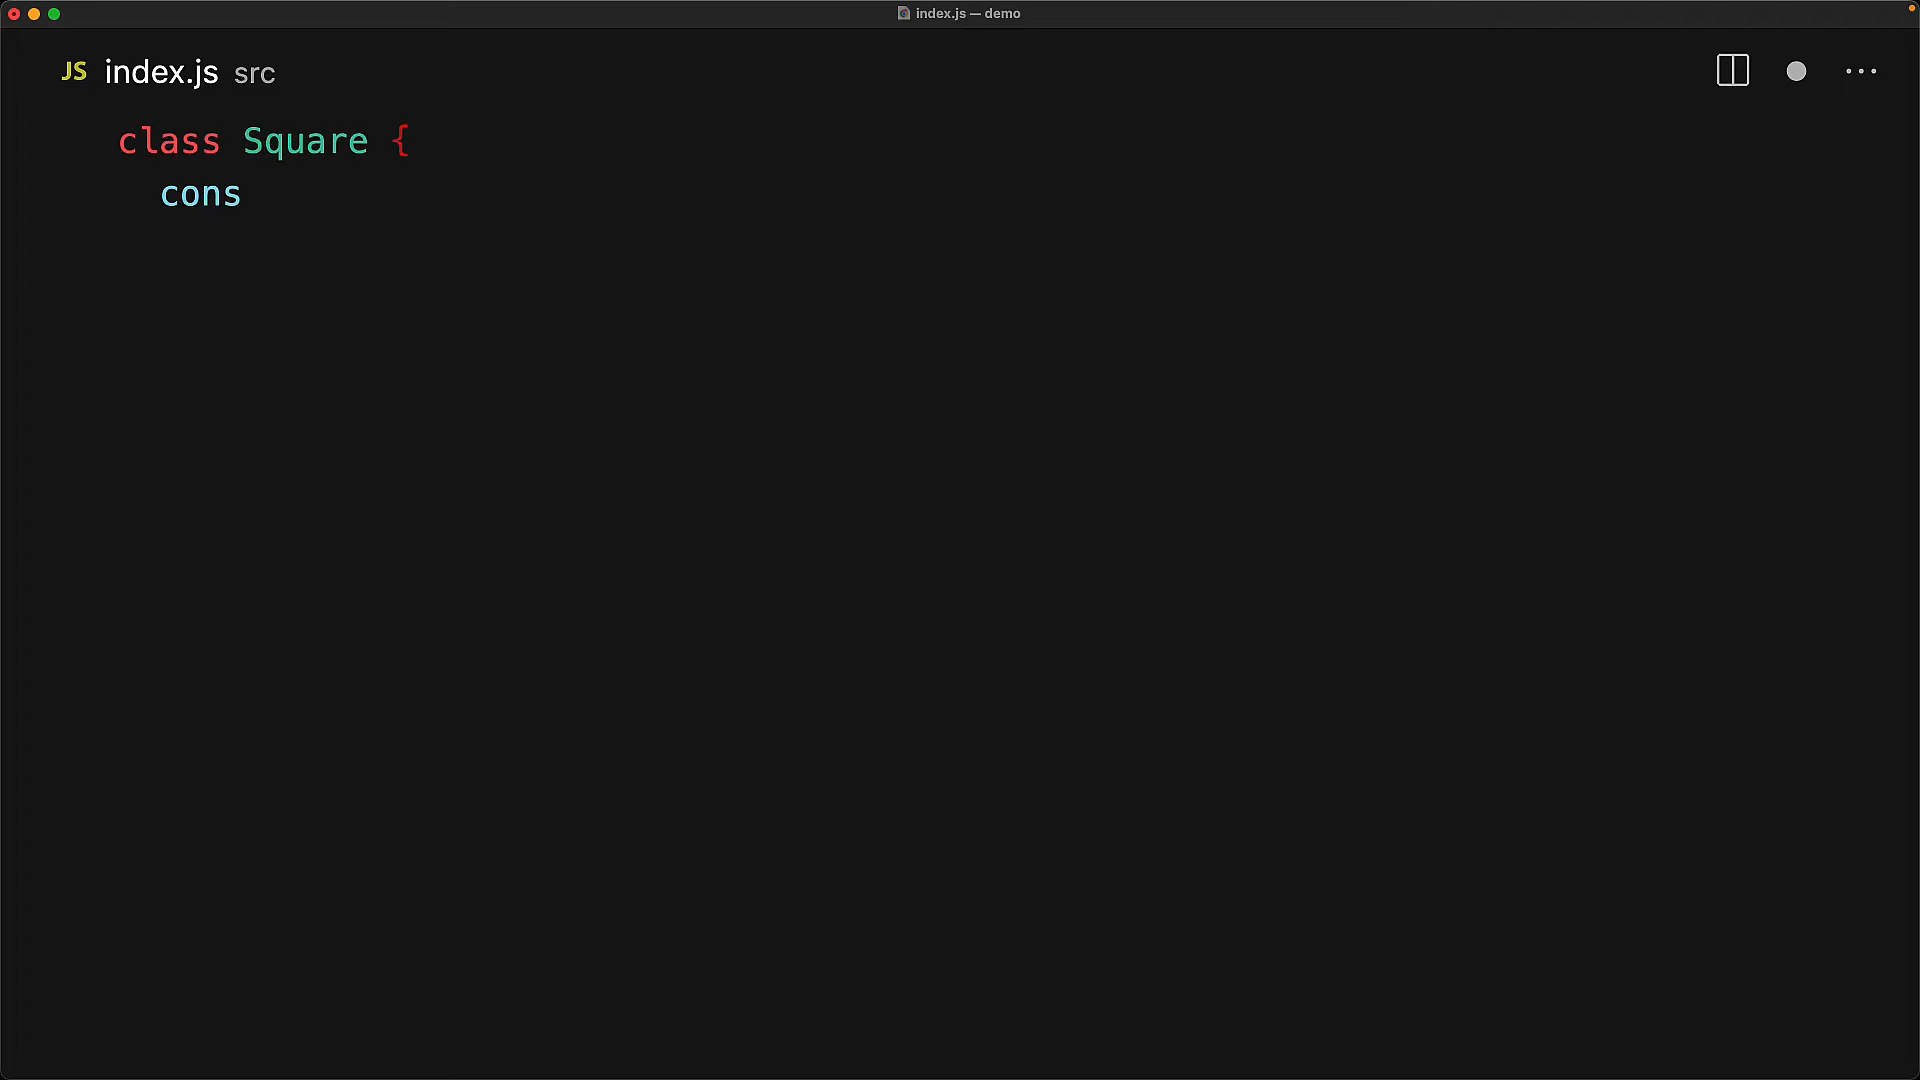 index.js — demo
JS index.js src
class Square {
  cons